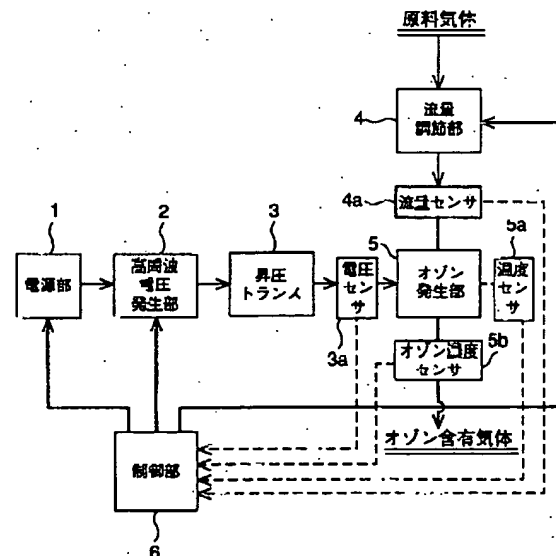 原料気体
4
流量
調節部
4a
流量センサ
1
2
3
5
5a
電源部
高周波
電圧
発生部
昇圧
トランス
電圧
センサ
オゾン
発生部
温度
センサ
3a
オゾン濃度
センサ
5b
オゾン含有気体
制御部
6